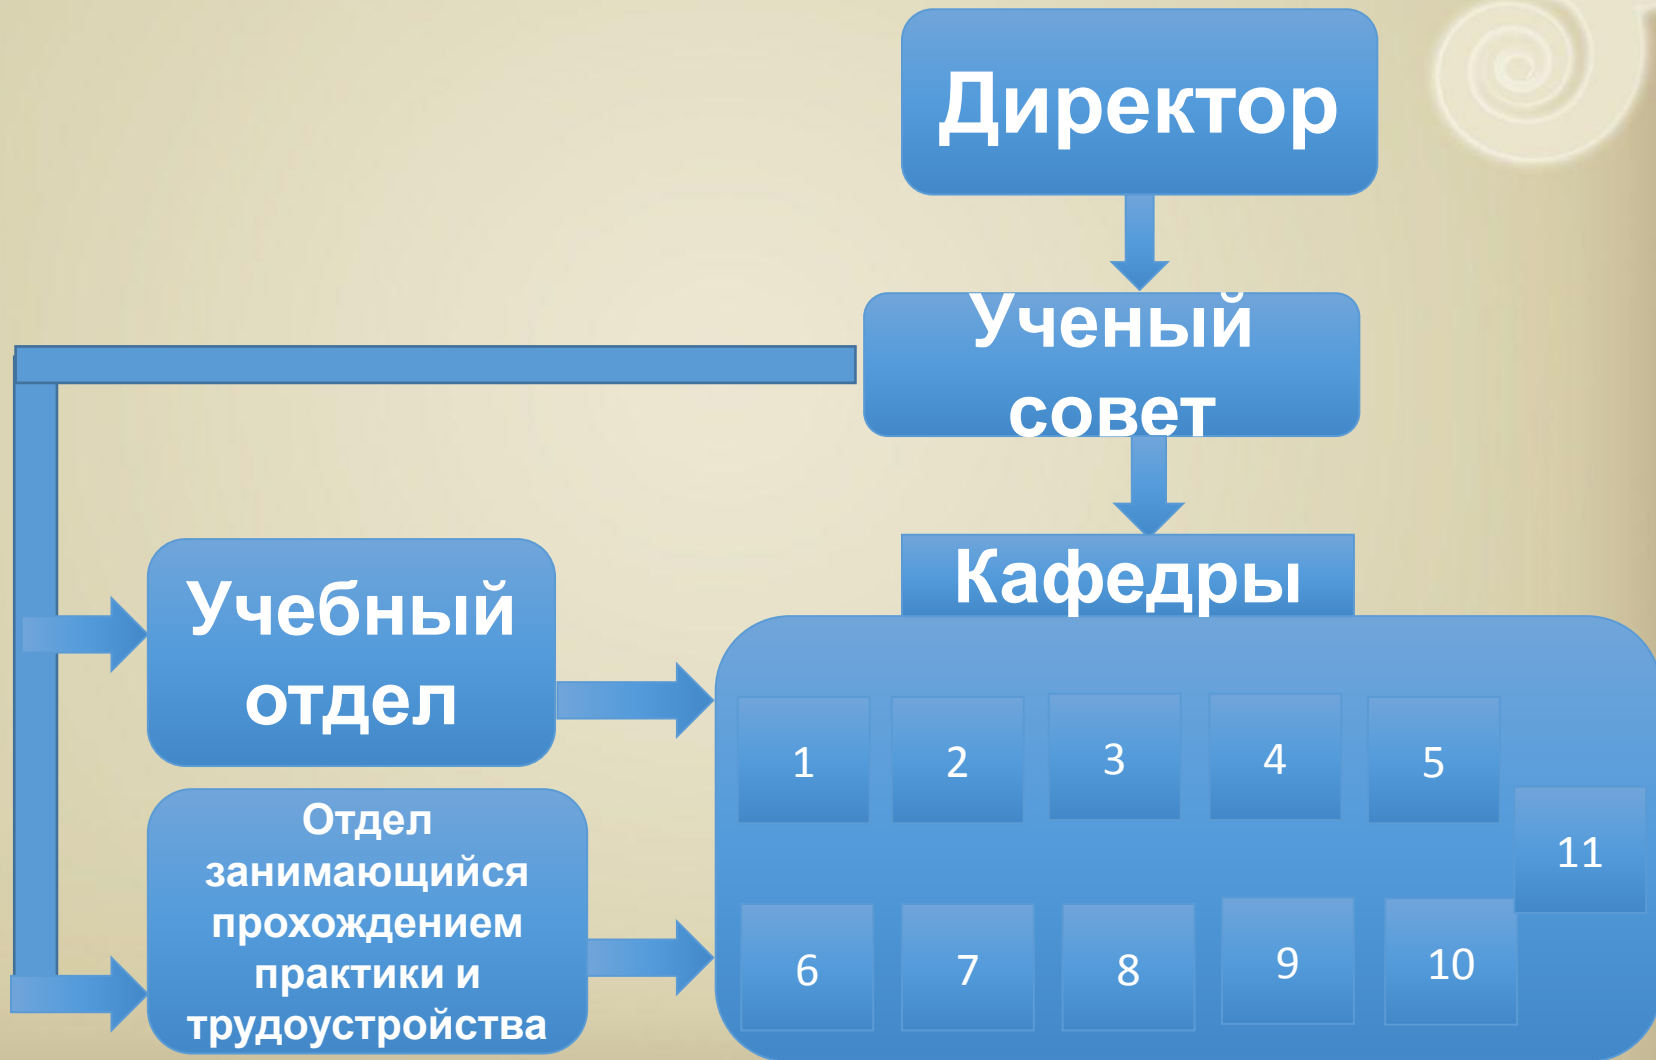 Директор
Ученый
совет
Кафедры
Учебный
отдел
Отдел
занимающийся
прохождением
практики и
трудоустройства
1 2 3 4 5
11
6 7 8 9 10